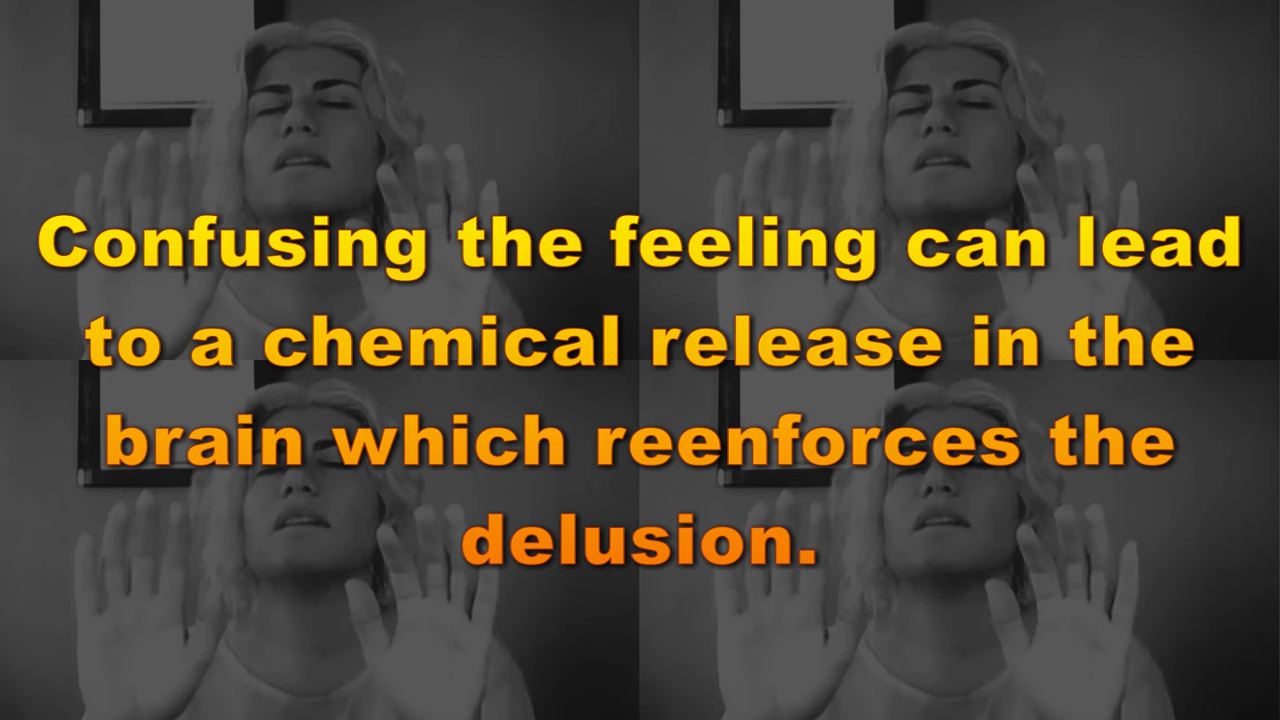 Confusing the feeling can lead
to a chemical release in the
brain which reenforces the
delusion.